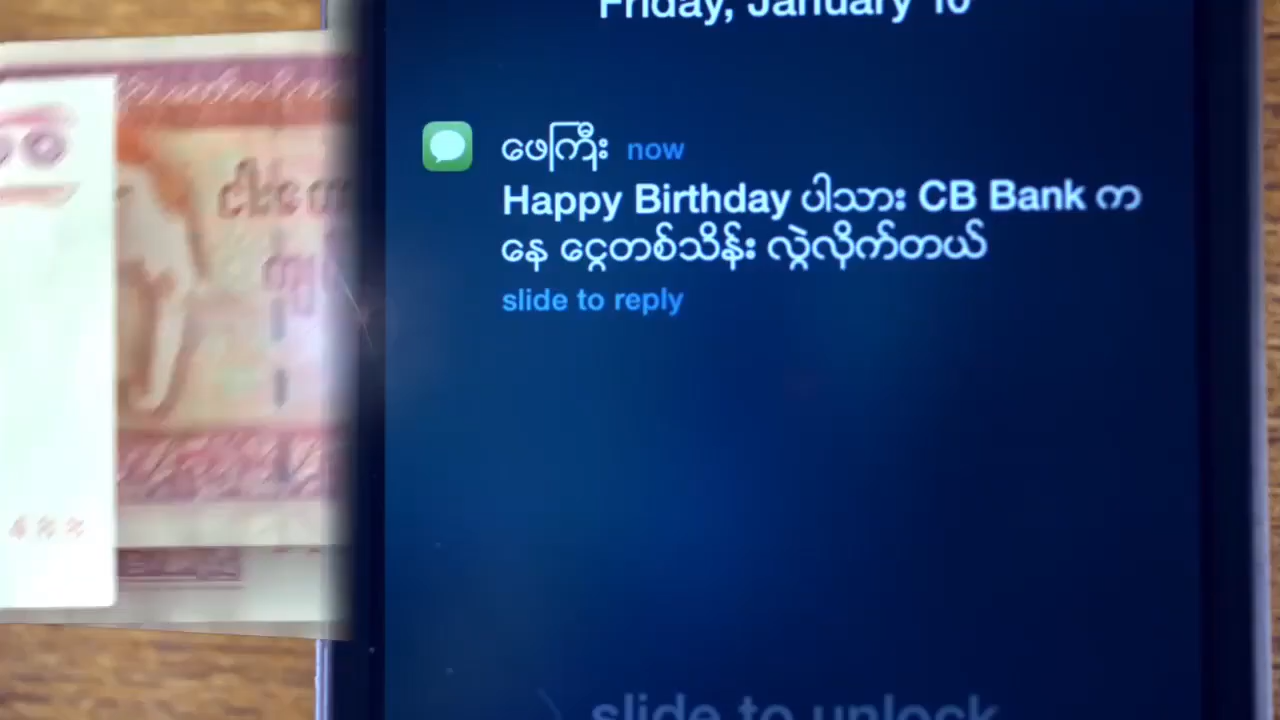 Friday, January 10
ဖေကြီး now
Happy Birthday ပါသား CB Bank က
နေ ငွေတစ်သိန်း လွှဲလိုက်တယ်
slide to reply
slide to unlock